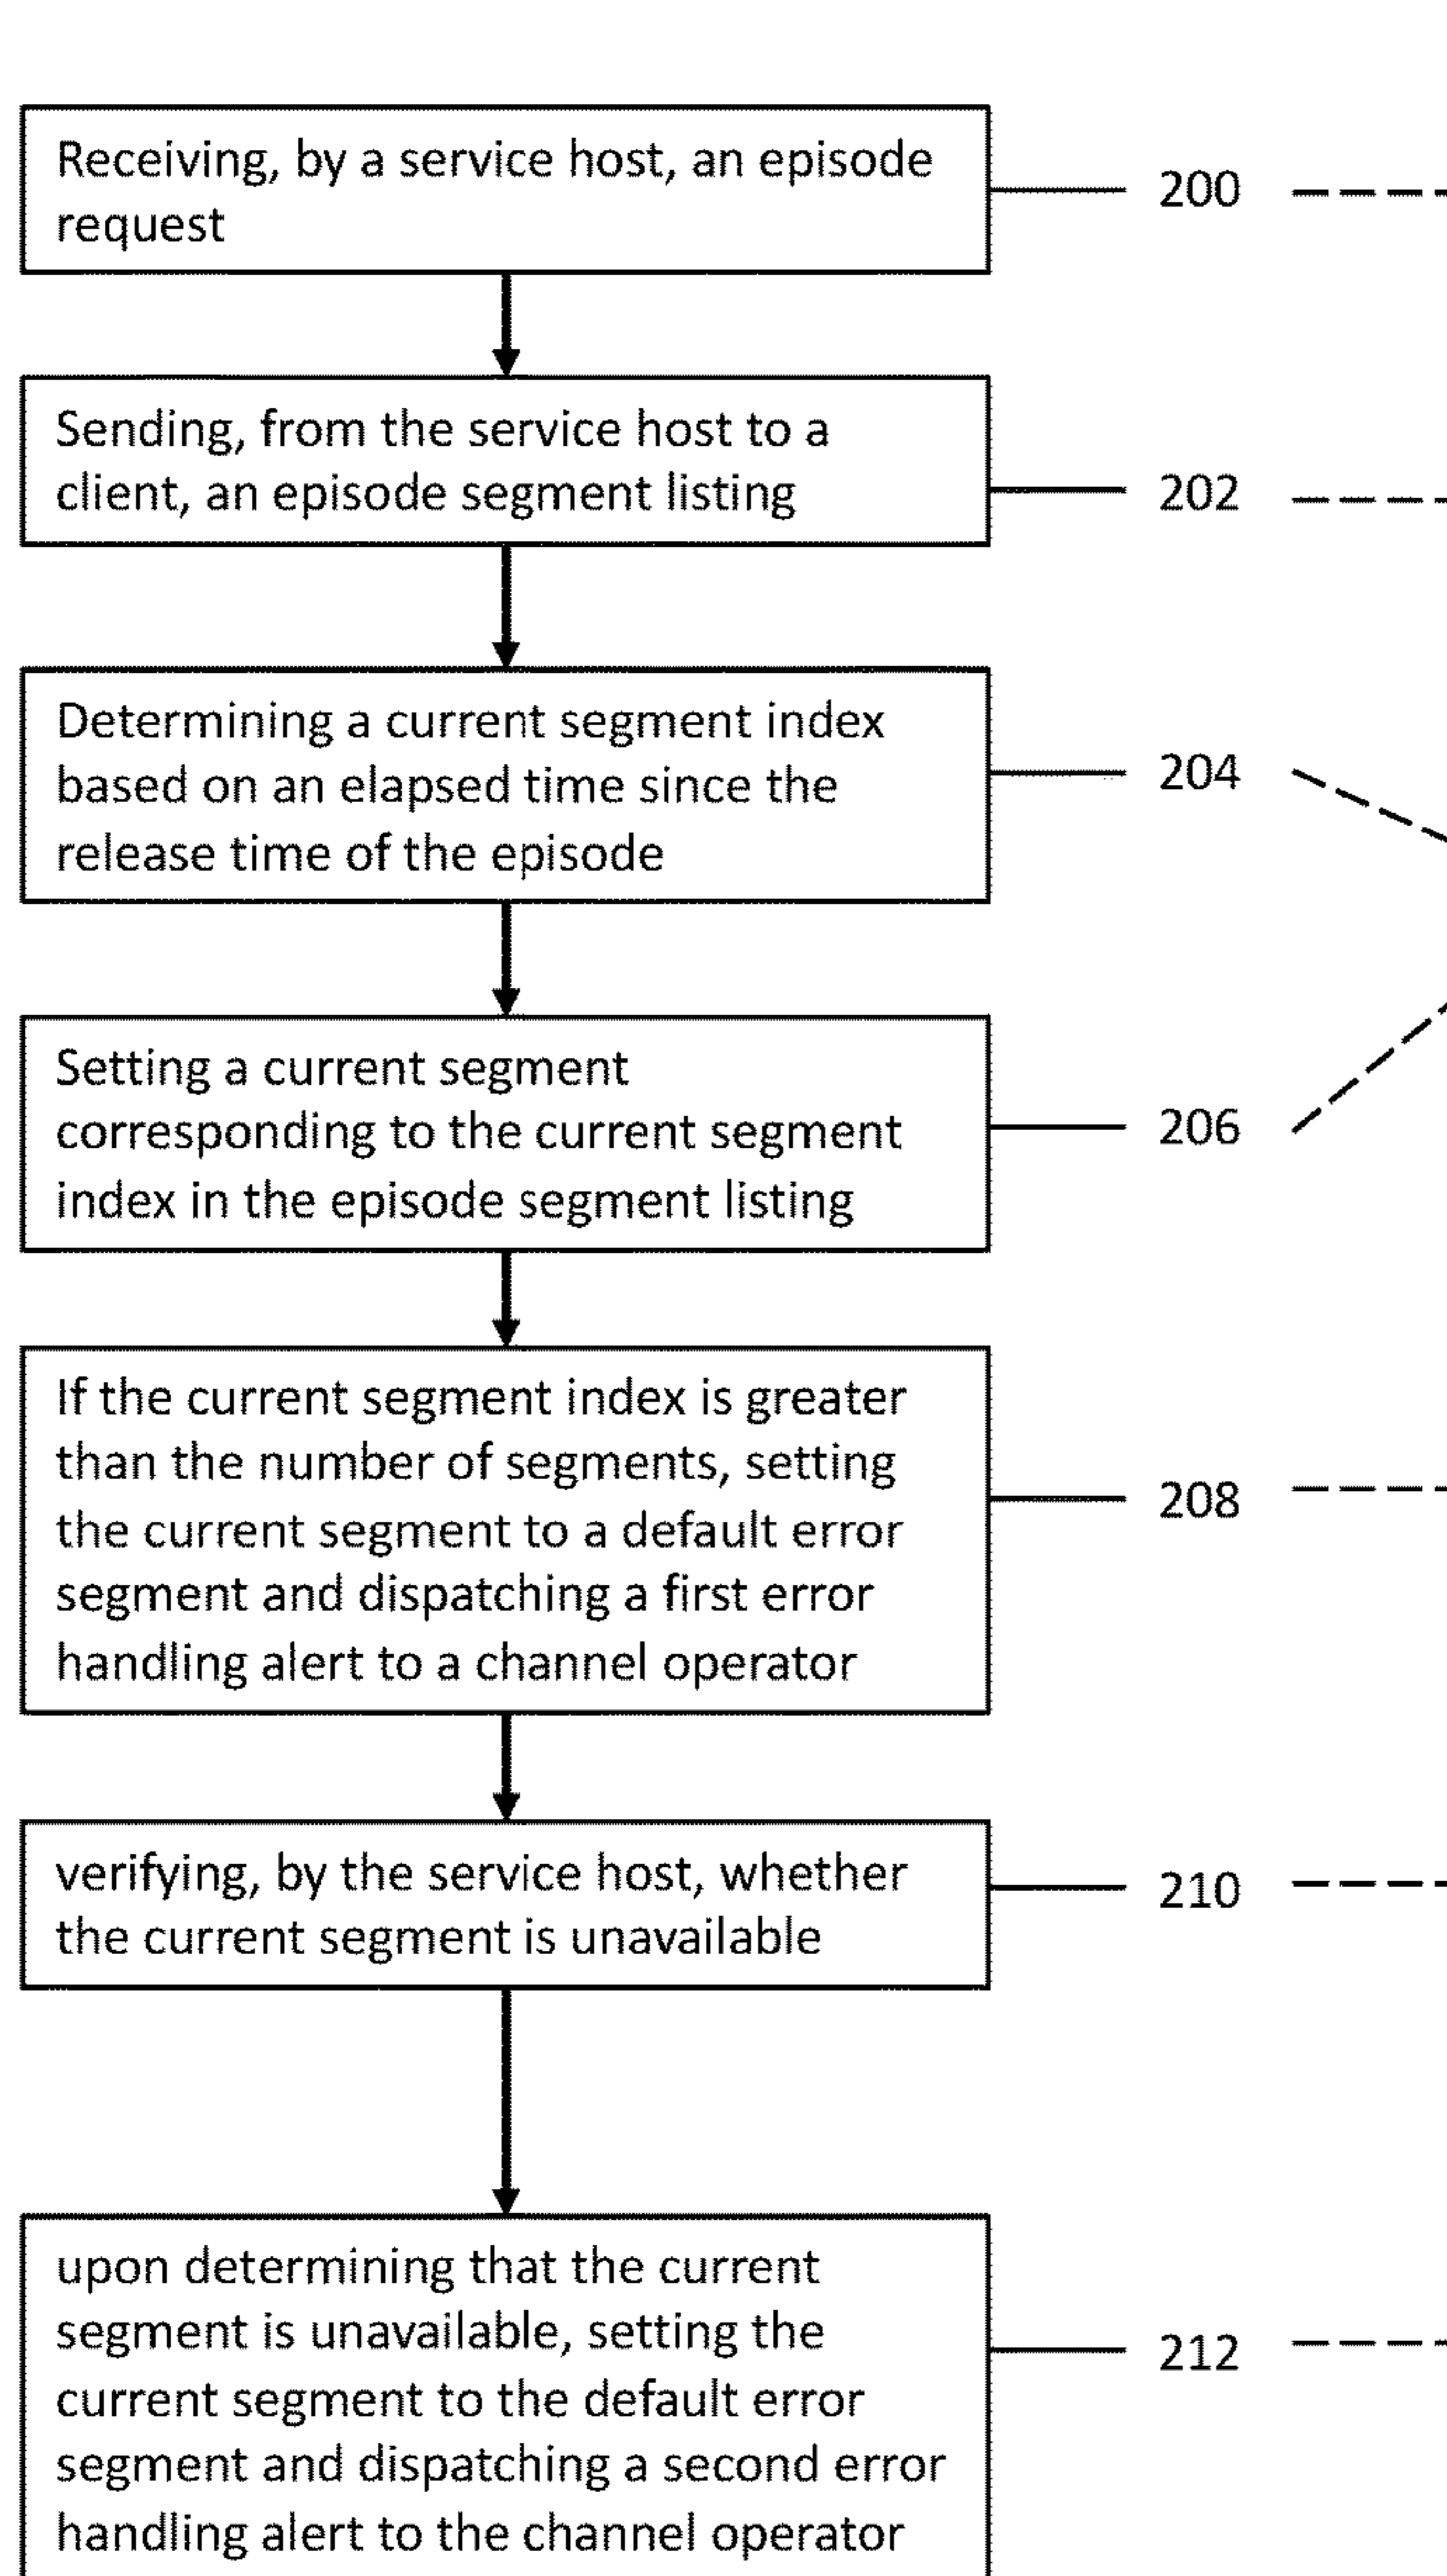 Receiving, by a service host, an episode
request
200
Sending, from the service host to a
client, an episode segment listing
202
Determining a current segment index
based on an elapsed time since the
release time of the episode
204
Setting a current segment
corresponding to the current segment
index in the episode segment listing
206
If the current segment index is greater
than the number of segments, setting
the current segment to a default error
segment and dispatching a first error
handling alert to a channel operator
208
verifying, by the service host, whether
the current segment is unavailable
210
upon determining that the current
segment is unavailable, setting the
current segment to the default error
segment and dispatching a second error
handling alert to the channel operator
212